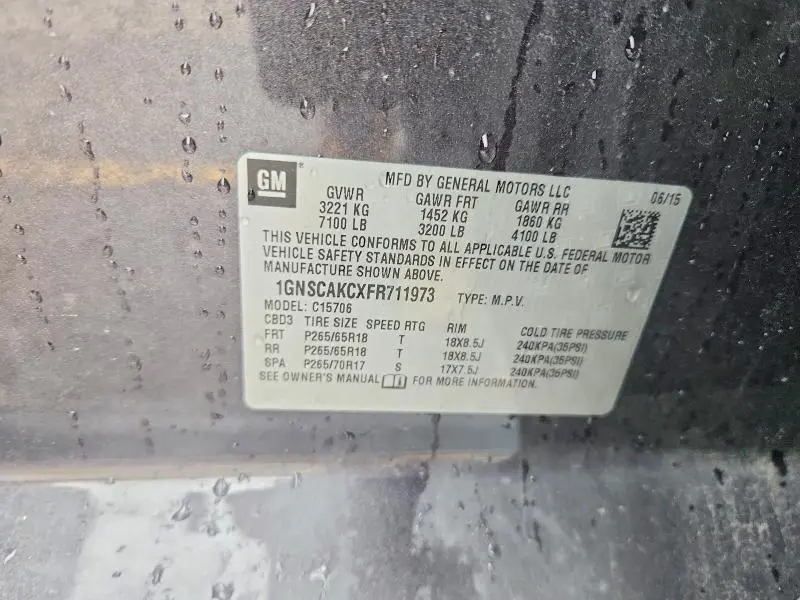 GM ® MFD BY GENERAL MOTORS LLC 06/15
GVWR GAWR FRT GAWR RR
3221 KG 1452 KG 1860 KG
7100 LB 3200 LB 4100 LB
THIS VEHICLE CONFORMS TO ALL APPLICABLE U.S. FEDERAL MOTOR
VEHICLE SAFETY STANDARDS IN EFFECT ON THE DATE OF
MANUFACTURE SHOWN ABOVE.
1GNSCAKCXFR711973 TYPE: M.P.V.
MODEL: C15706
CBD3 TIRE SIZE SPEED RTG RIM COLD TIRE PRESSURE
FRT P265/65R18 T 18X8.5J 240KPA(35PSI)
RR P265/65R18 T 18X8.5J 240KPA(35PSI)
SPA P265/70R17 S 17X7.5J 240KPA(35PSI)
SEE OWNER'S MANUAL FOR MORE INFORMATION.